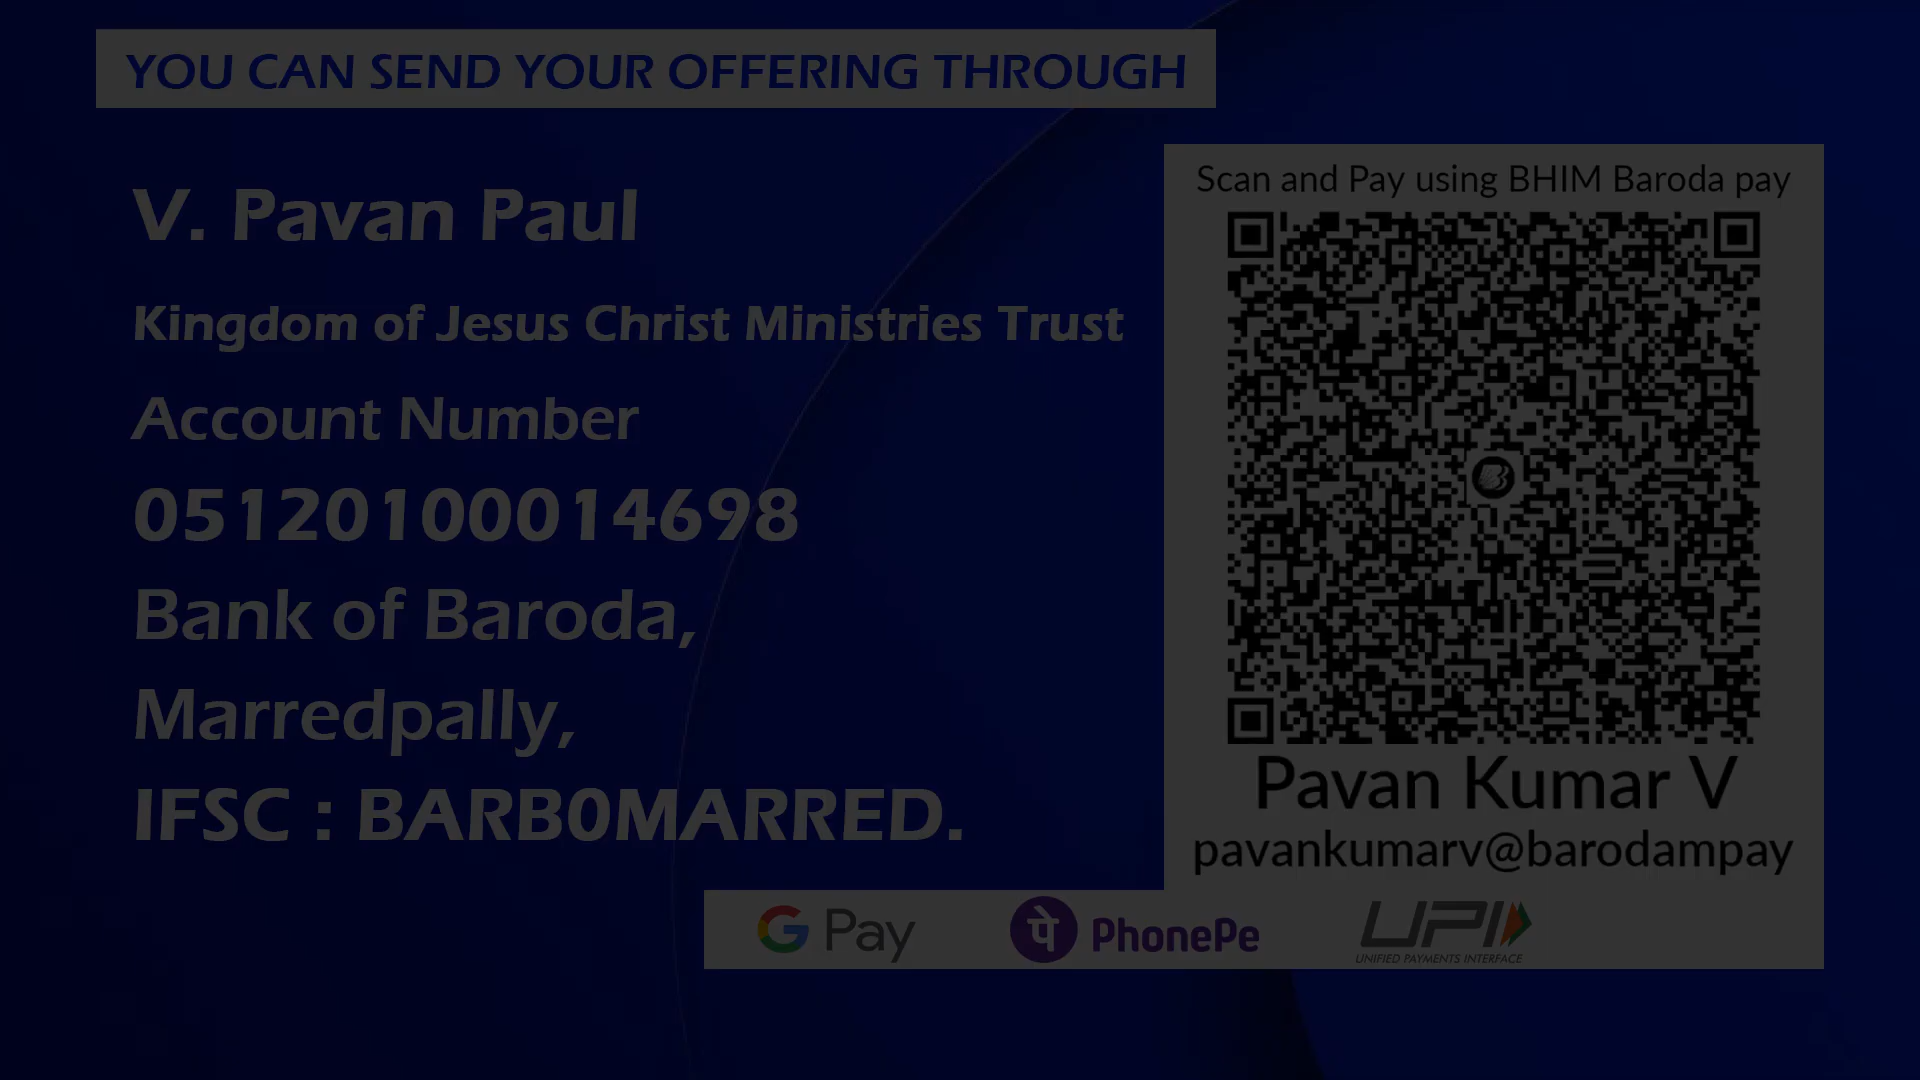 YOU CAN SEND YOUR OFFERING THROUGH
V. Pavan Paul
Kingdom of Jesus Christ Ministries Trust
Account Number
05120100014698
Bank of Baroda,
Marredpally,
IFSC : BARB0MARRED.
Scan and Pay using BHIM Baroda pay
Pavan Kumar V
pavankumarv@barodampay
G Pay
पे PhonePe
UPI
UNIFIED PAYMENTS INTERFACE